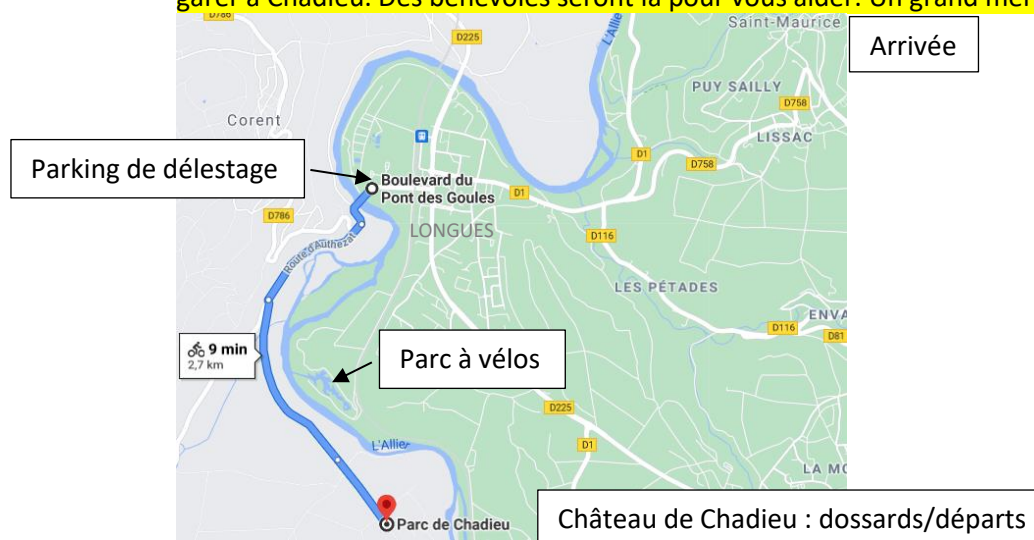 garer à Chadieu. Des bénévoles seront là pour vous aider. Un grand mer
D786
D225
L'Allier
Saint-Maurice
Arrivée
PUY SAILLY
D758
Corent
LISSAC
D1
D758
Parking de délestage
Boulevard du
Pont des Goules
D1
D786
LONGUES
D116
Route d'Authezat
LES PÉTADES
ENVA
D116
D81
9 min
2,7 km
Parc à vélos
D225
L'Allier
D1
LA MO
Parc de Chadieu
Château de Chadieu : dossards/départs